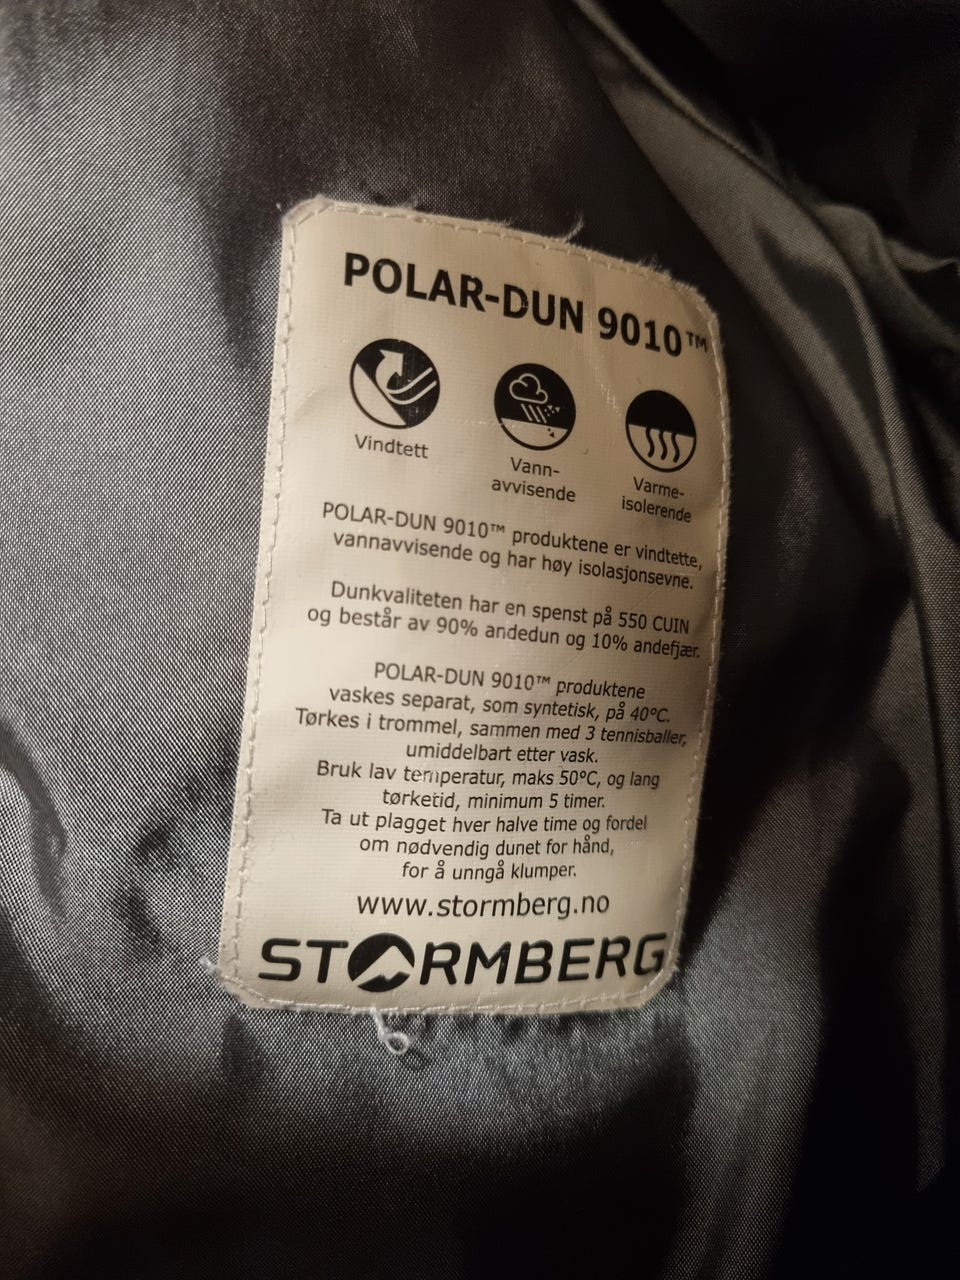 POLAR-DUN 9010™
Vindtett
Vann-
avvisende
Varme-
isolerende
POLAR-DUN 9010™ produktene er vindtette,
vannavvisende og har høy isolasjonsevne.
Dunkvaliteten har en spenst på 550 CUIN
og består av 90% andedun og 10% andefjær.
POLAR-DUN 9010™ produktene
vaskes separat, som syntetisk, på 40°C.
Tørkes i trommel, sammen med 3 tennisballer,
umiddelbart etter vask.
Bruk lav temperatur, maks 50°C, og lang
tørketid, minimum 5 timer.
Ta ut plagget hver halve time og fordel
om nødvendig dunet for hånd,
for å unngå klumper.
www.stormberg.no
STORMBERG